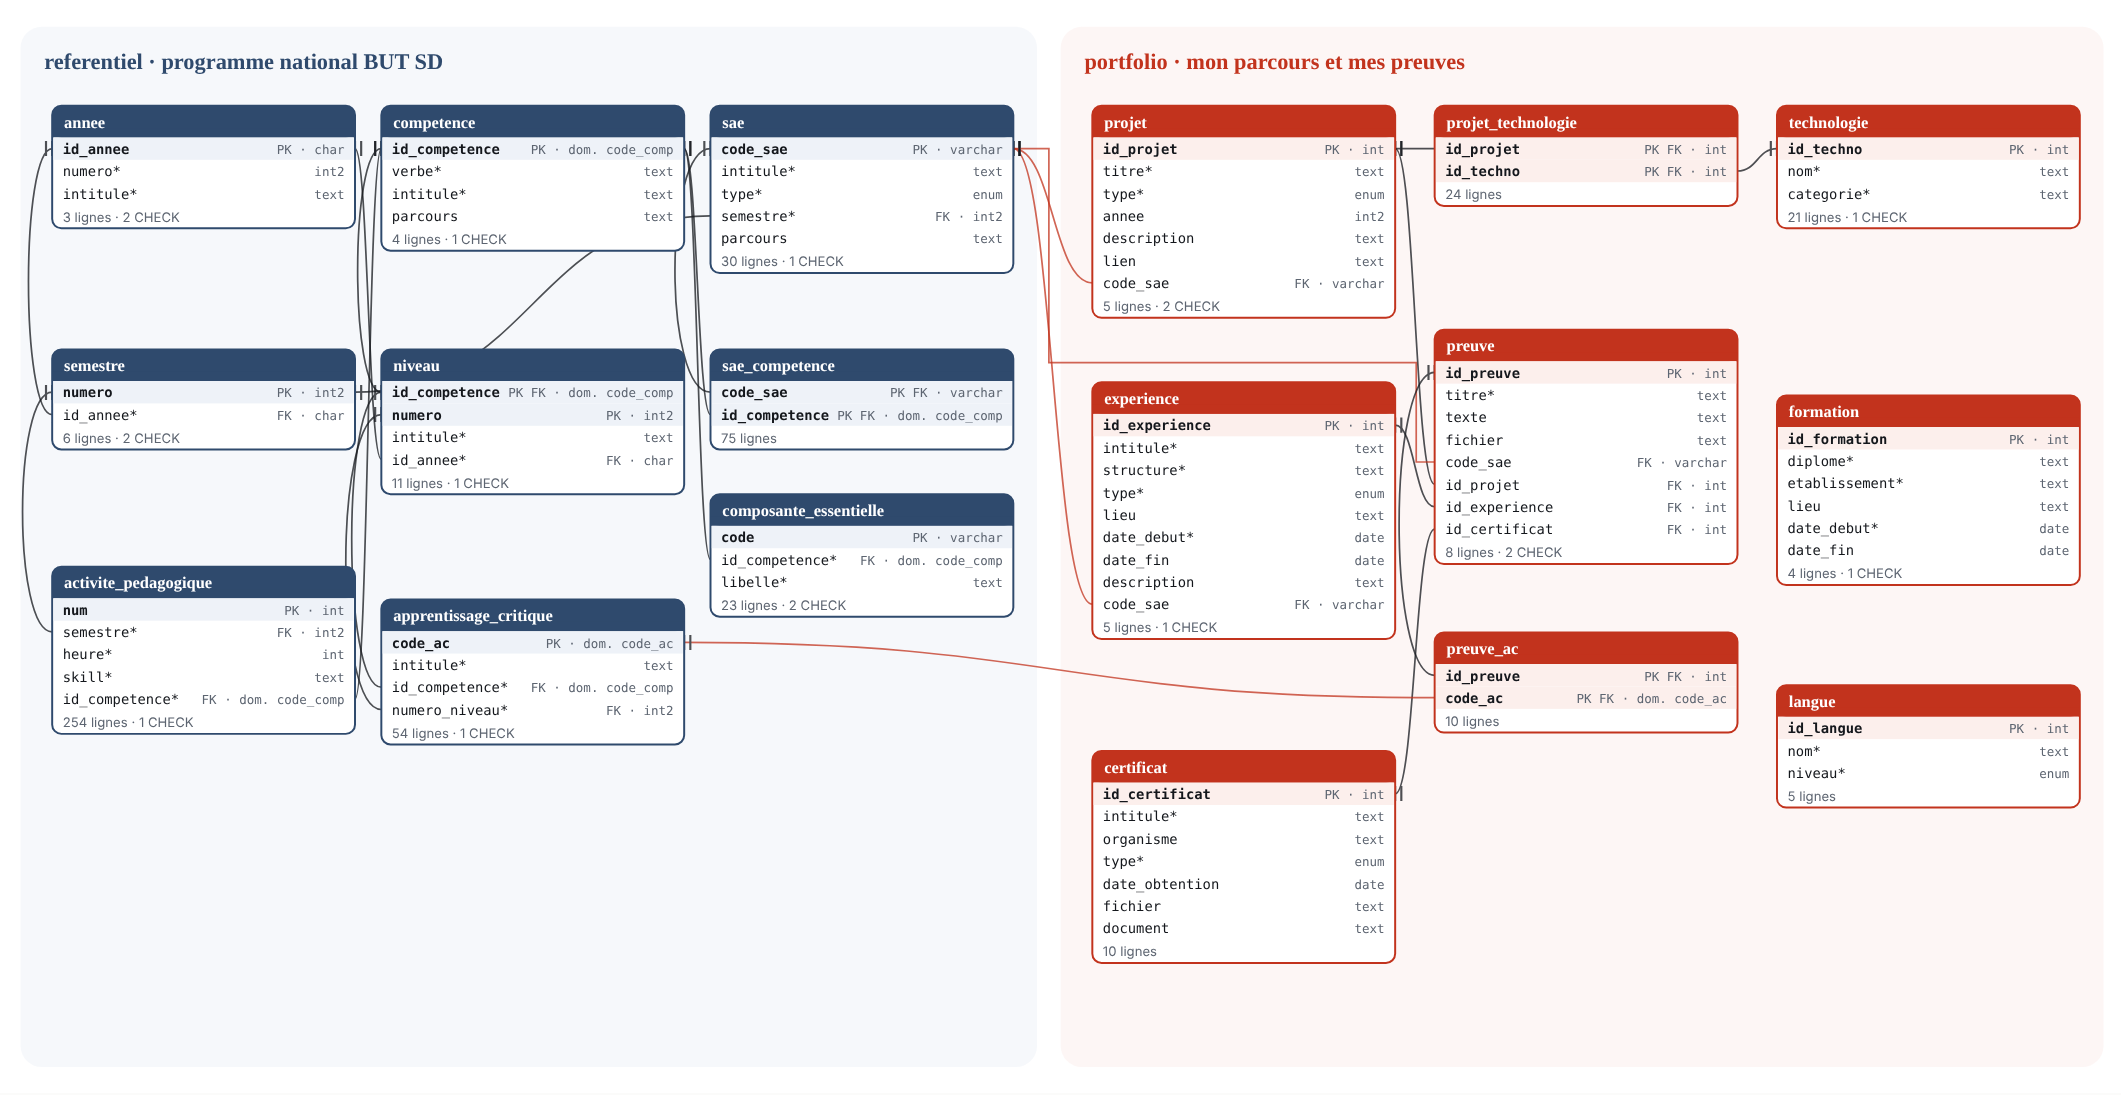 referentiel · programme national BUT SD
annee
id_annee PK · char
numero* int2
intitule* text
3 lignes · 2 CHECK
competence
id_competence PK · dom. code_comp
verbe* text
intitule* text
parcours text
4 lignes · 1 CHECK
sae
code_sae PK · varchar
intitule* text
type* enum
semestre* FK · int2
parcours text
30 lignes · 1 CHECK
semestre
numero PK · int2
id_annee* FK · char
6 lignes · 2 CHECK
niveau
id_competence PK FK · dom. code_comp
numero PK · int2
intitule* text
id_annee* FK · char
11 lignes · 1 CHECK
sae_competence
code_sae PK FK · varchar
id_competence PK FK · dom. code_comp
75 lignes
composante_essentielle
code PK · varchar
id_competence* FK · dom. code_comp
libelle* text
23 lignes · 2 CHECK
activite_pedagogique
num PK · int
semestre* FK · int2
heure* int
skill* text
id_competence* FK · dom. code_comp
254 lignes · 1 CHECK
apprentissage_critique
code_ac PK · dom. code_ac
intitule* text
id_competence* FK · dom. code_comp
numero_niveau* FK · int2
54 lignes · 1 CHECK
portfolio · mon parcours et mes preuves
projet
id_projet PK · int
titre* text
type* enum
annee int2
description text
lien text
code_sae FK · varchar
5 lignes · 2 CHECK
projet_technologie
id_projet PK FK · int
id_techno PK FK · int
24 lignes
technologie
id_techno PK · int
nom* text
categorie* text
21 lignes · 1 CHECK
experience
id_experience PK · int
intitule* text
structure* text
type* enum
lieu text
date_debut* date
date_fin date
description text
code_sae FK · varchar
5 lignes · 1 CHECK
preuve
id_preuve PK · int
titre* text
texte text
fichier text
code_sae FK · varchar
id_projet FK · int
id_experience FK · int
id_certificat FK · int
8 lignes · 2 CHECK
formation
id_formation PK · int
diplome* text
etablissement* text
lieu text
date_debut* date
date_fin date
4 lignes · 1 CHECK
preuve_ac
id_preuve PK FK · int
code_ac PK FK · dom. code_ac
10 lignes
langue
id_langue PK · int
nom* text
niveau* enum
5 lignes
certificat
id_certificat PK · int
intitule* text
organisme text
type* enum
date_obtention date
fichier text
document text
10 lignes